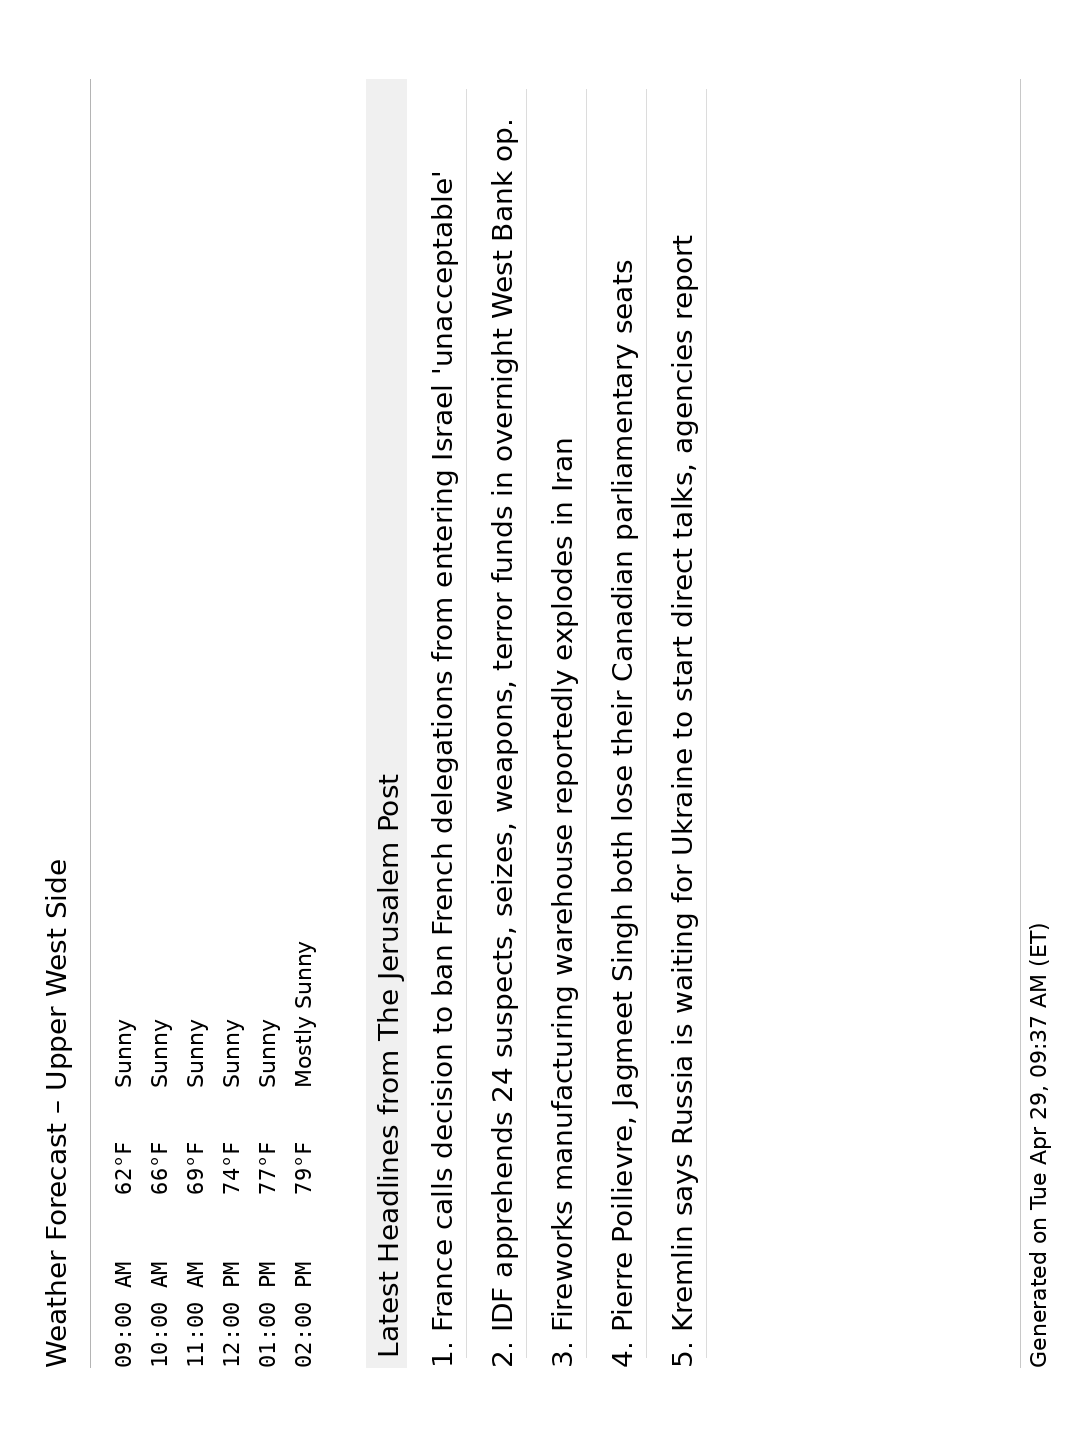 Weather Forecast – Upper West Side
09:00 AM 62°F Sunny
10:00 AM 66°F Sunny
11:00 AM 69°F Sunny
12:00 PM 74°F Sunny
01:00 PM 77°F Sunny
02:00 PM 79°F Mostly Sunny
Latest Headlines from The Jerusalem Post
1. France calls decision to ban French delegations from entering Israel 'unacceptable'
2. IDF apprehends 24 suspects, seizes, weapons, terror funds in overnight West Bank op.
3. Fireworks manufacturing warehouse reportedly explodes in Iran
4. Pierre Poilievre, Jagmeet Singh both lose their Canadian parliamentary seats
5. Kremlin says Russia is waiting for Ukraine to start direct talks, agencies report
Generated on Tue Apr 29, 09:37 AM (ET)